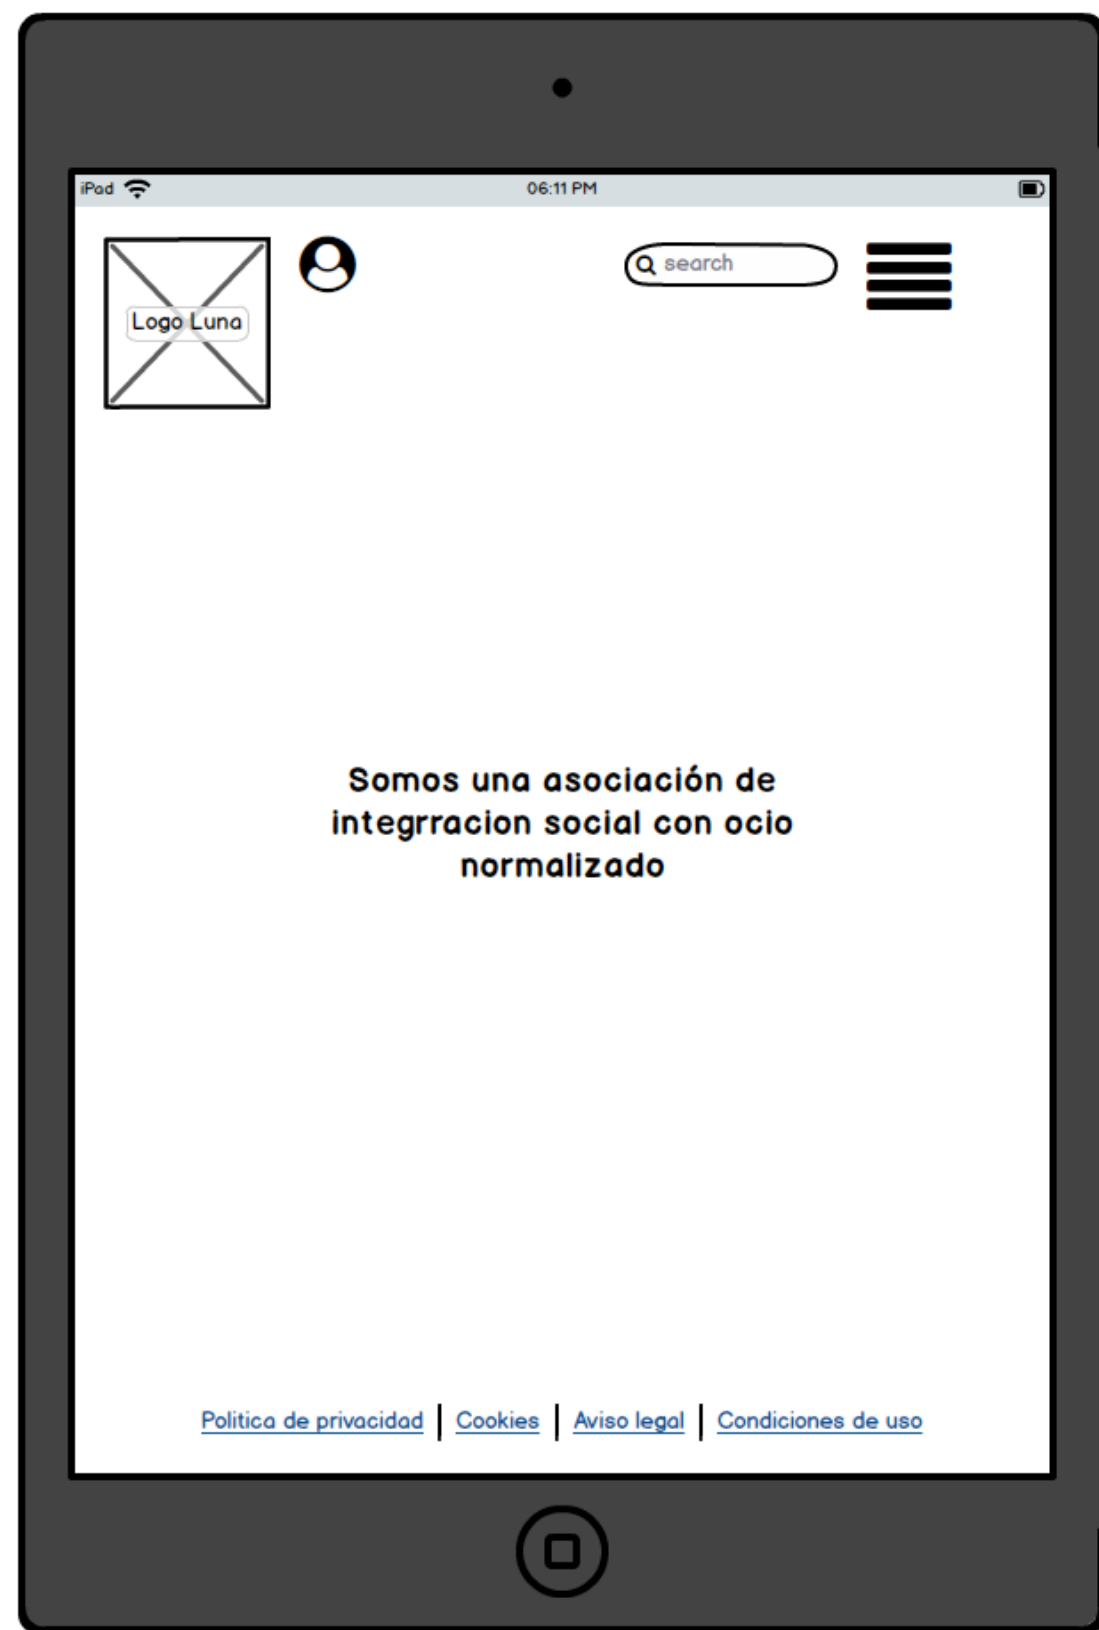 iPad 06:11 PM
search
Logo Luna
Somos una asociación de
integrracion social con ocio
normalizado
Politica de privacidad Cookies Aviso legal Condiciones de uso